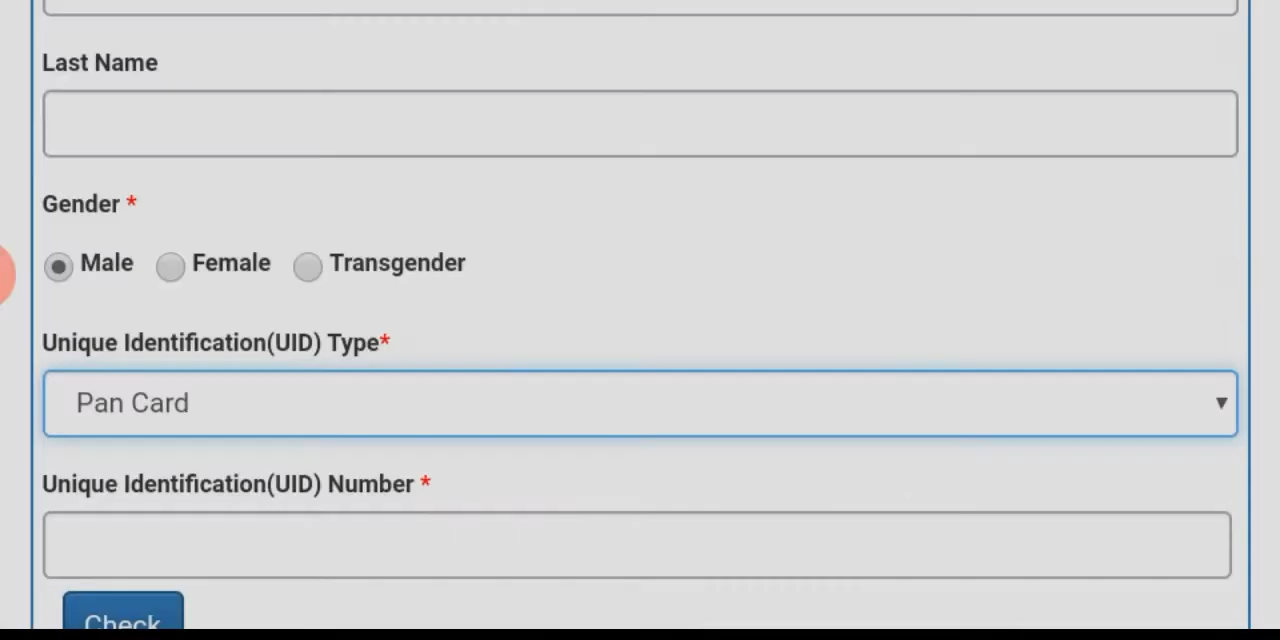 Last Name
Gender *
Male Female Transgender
Unique Identification(UID) Type*
Pan Card
Unique Identification(UID) Number *
Check